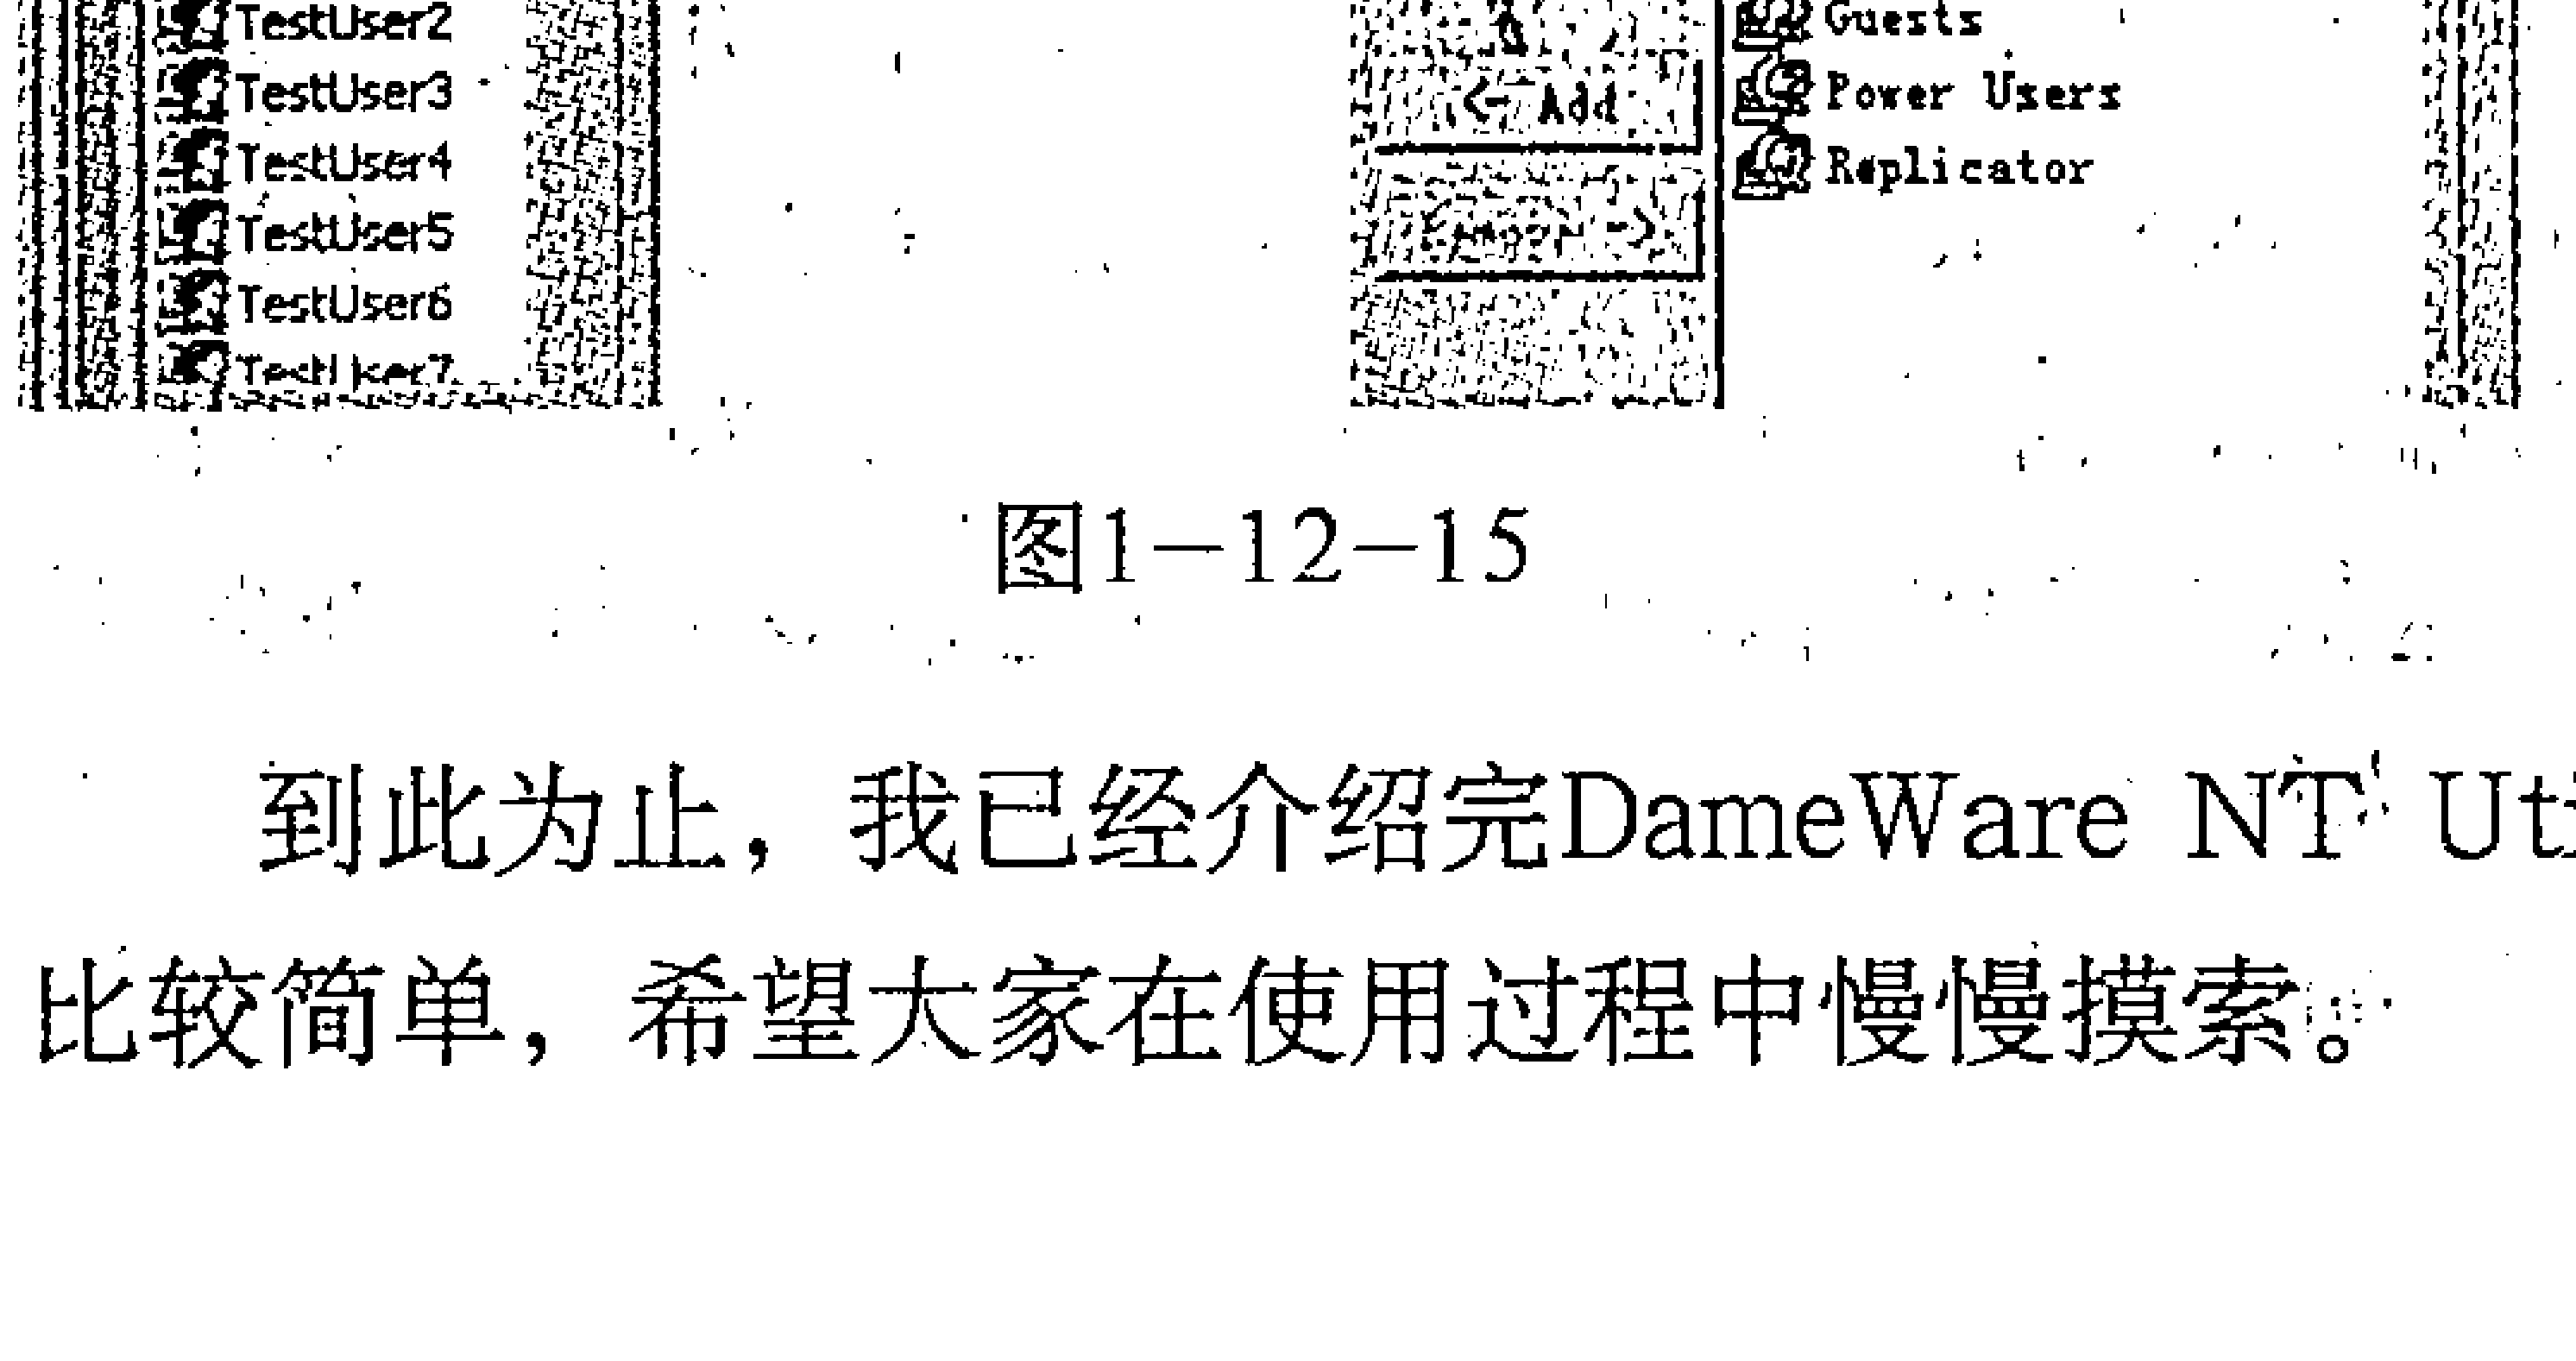 TestUser2
TestUser3
TestUser4
TestUser5
TestUser6
<- Add
Guests
Power Users
Replicator
图1-12-15
到此为止，我已经介绍完DameWare NT Uti
比较简单，希望大家在使用过程中慢慢摸索。